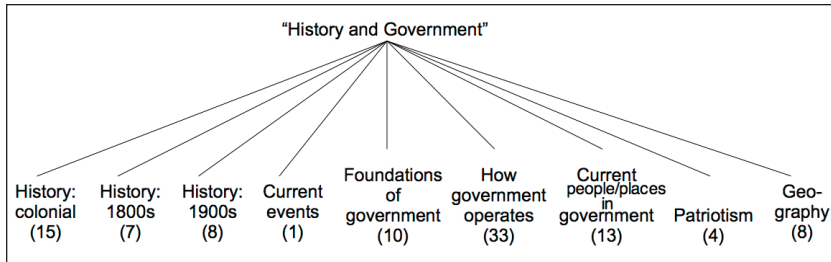 “History and Government”
History:
colonial
(15)
History:
1800s
(7)
History:
1900s
(8)
Current
events
(1)
Foundations
of
government
(10)
How
government
operates
(33)
Current
people/places
in
government
(13)
Patriotism
(4)
Geo-
graphy
(8)